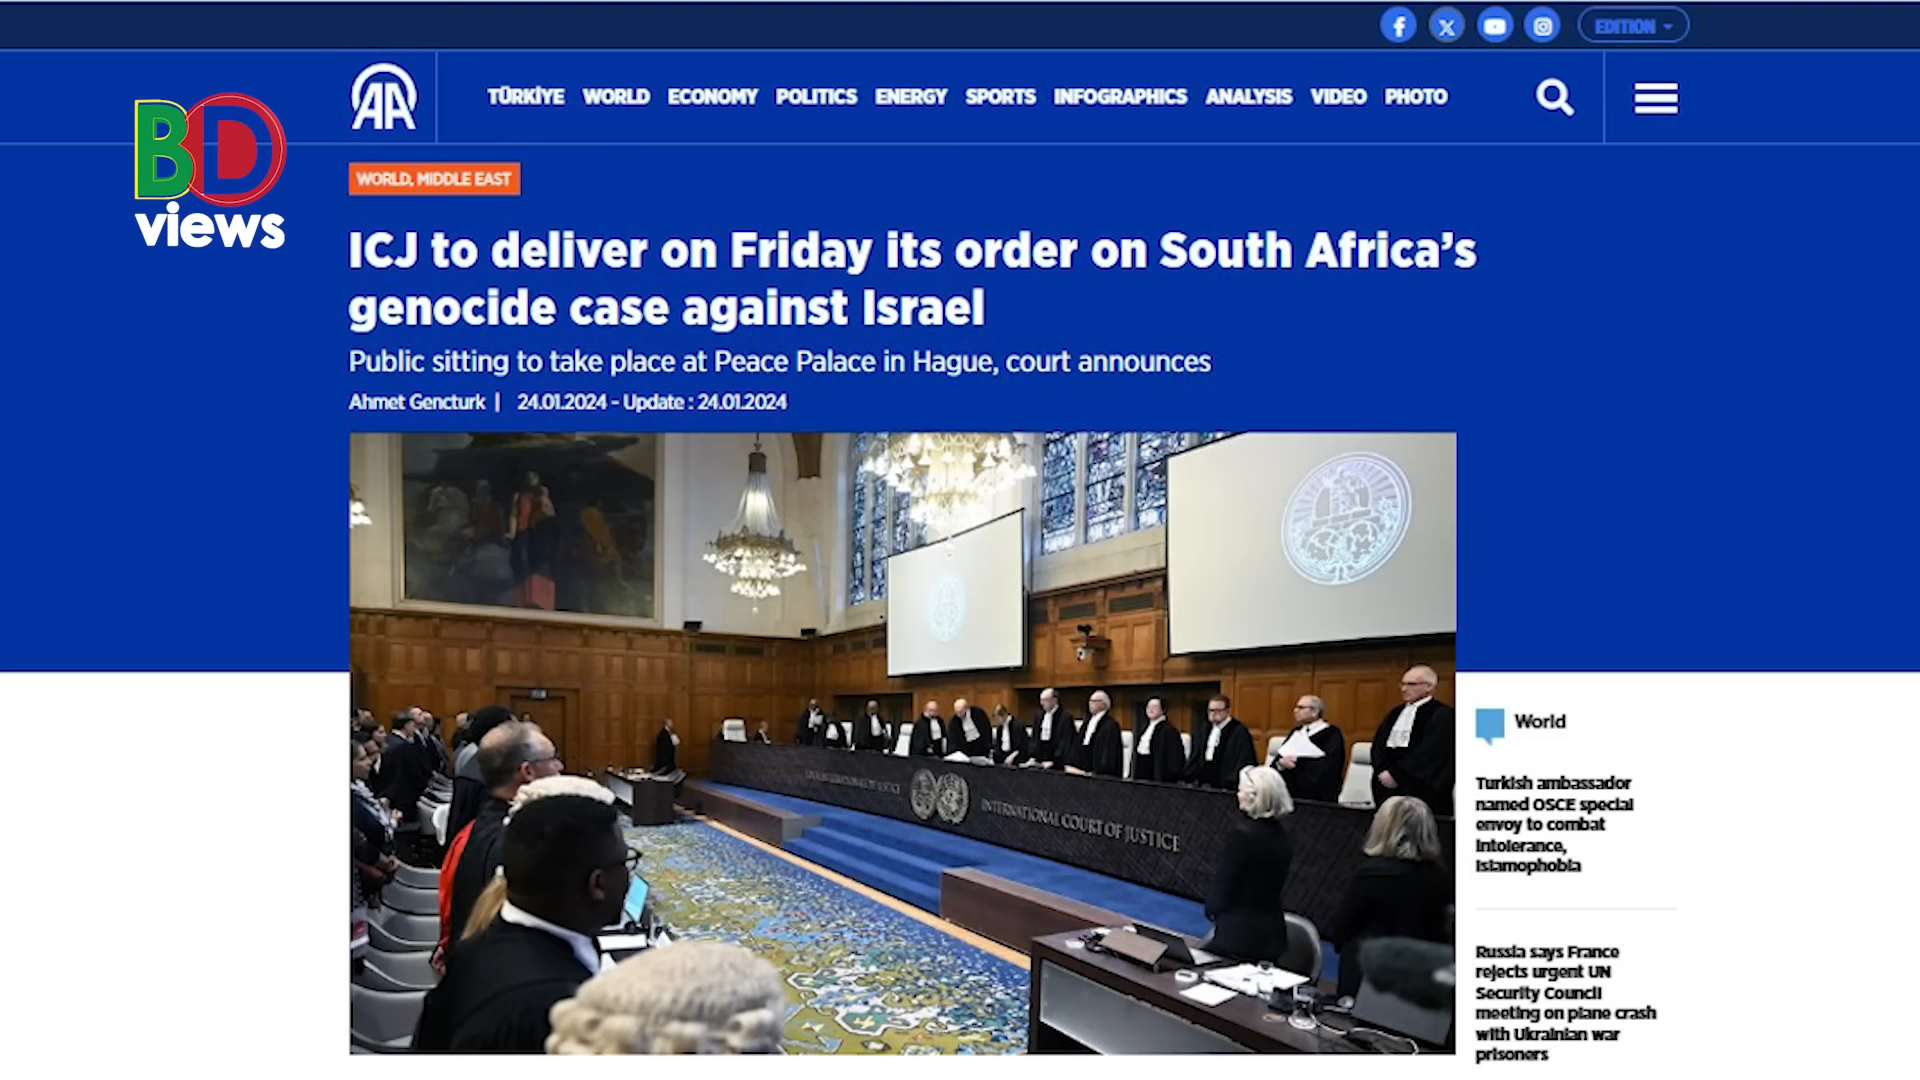 EDITION
AA
TÜRKİYE WORLD ECONOMY POLITICS ENERGY SPORTS INFOGRAPHICS ANALYSIS VIDEO PHOTO
BD
views
WORLD, MIDDLE EAST
ICJ to deliver on Friday its order on South Africa's
genocide case against Israel
Public sitting to take place at Peace Palace in Hague, court announces
Ahmet Gencturk | 24.01.2024 - Update : 24.01.2024
INTERNATIONAL COURT OF JUSTICE
World
Turkish ambassador
named OSCE special
envoy to combat
intolerance,
Islamophobia
Russia says France
rejects urgent UN
Security Council
meeting on plane crash
with Ukrainian war
prisoners